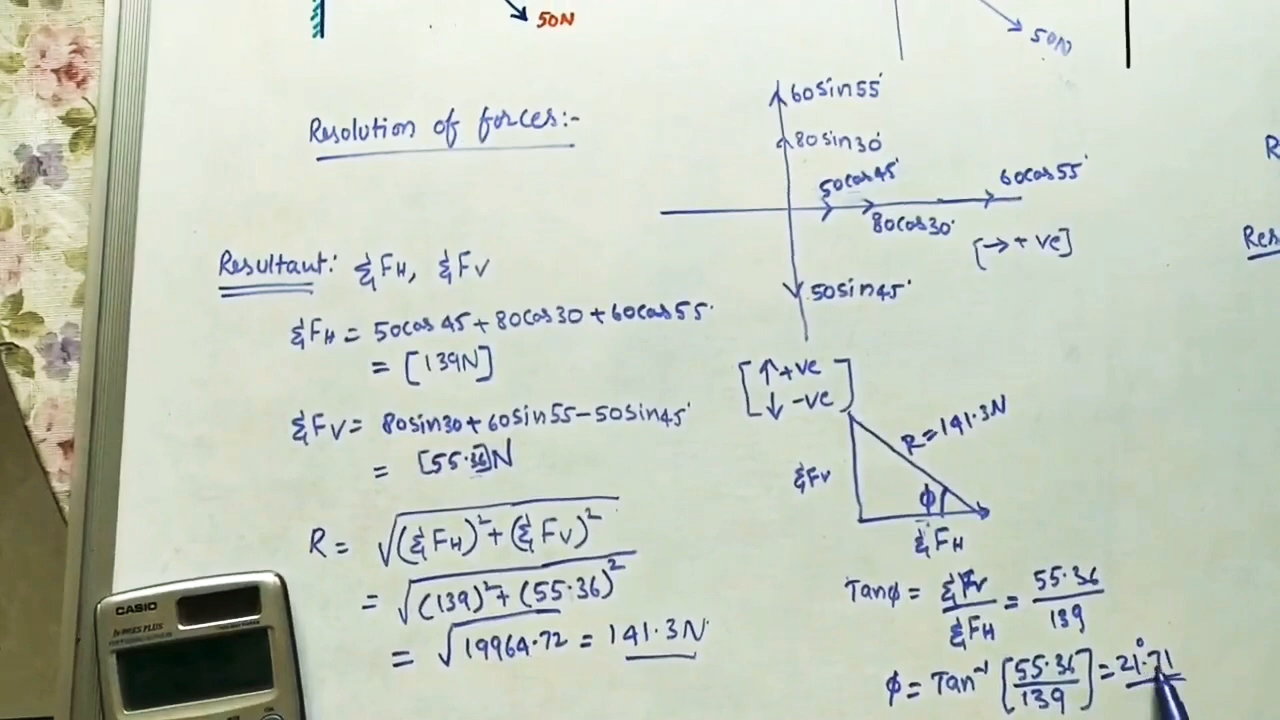 50N
50N
Resolution of forces:-
60sin55°
80sin30°
50cos45°
60cos55°
80cos30°
[→+ve]
50sin45°
Resultant: ΣFH, ΣFV
ΣFH = 50cos45+80cos30+60cos55°
= [139N]
ΣFV = 80sin30+60sin55-50sin45°
= [55.36]N
R = √(ΣFH)²+(ΣFV)²
= √(139)²+(55.36)²
= √19964.72 = 141.3N
[↑+ve
↓-ve]
R=141.3N
ΣFV
ϕ
ΣFH
Tanϕ = ΣFV/ΣFH = 55.36/139
ϕ = Tan⁻¹[55.36/139] = 21.71°
CASIO
Res